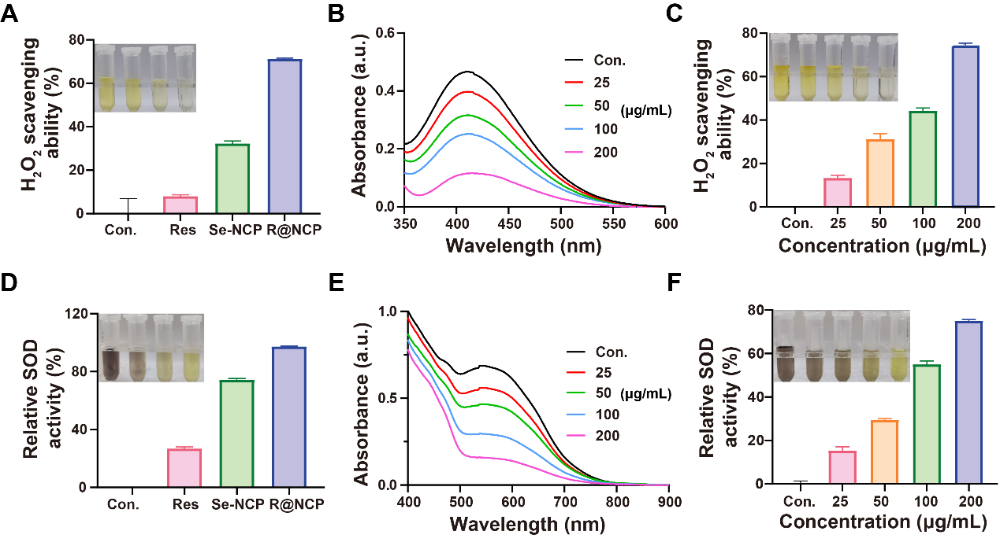 A
H2O2 scavenging
ability (%)
80
60
40
20
0
Con.
Res
Se-NCP
R@NCP
B
Absorbance (a.u.)
0.6
0.4
0.2
0.0
350
400
450
500
550
600
Wavelength (nm)
Con.
25
50 (µg/mL)
100
200
C
H2O2 scavenging
ability (%)
80
60
40
20
0
Con.
25
50
100
200
Concentration (µg/mL)
D
Relative SOD
activity (%)
120
80
40
0
Con.
Res
Se-NCP
R@NCP
E
Absorbance (a.u.)
1.0
0.5
0.0
400
500
600
700
800
900
Wavelength (nm)
Con.
25
50 (µg/mL)
100
200
F
Relative SOD
activity (%)
80
60
40
20
0
Con.
25
50
100
200
Concentration (µg/mL)